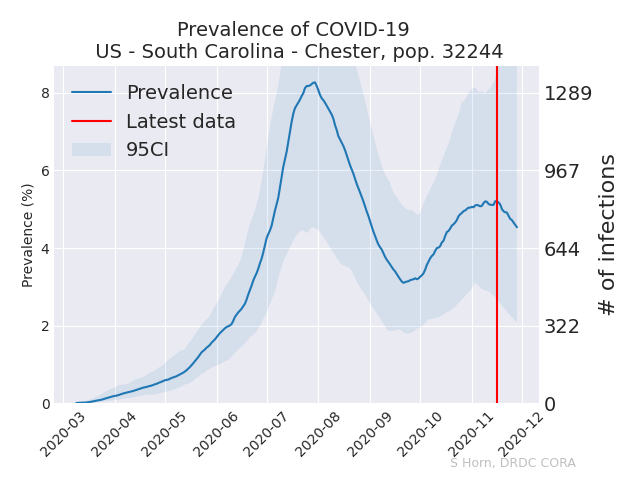 Prevalence of COVID-19
US - South Carolina - Chester, pop. 32244
Prevalence
Latest data
95CI
Prevalence (%)
8
6
4
2
0
1289
967
644
322
0
# of infections
2020-03
2020-04
2020-05
2020-06
2020-07
2020-08
2020-09
2020-10
2020-11
2020-12
S Horn, DRDC CORA